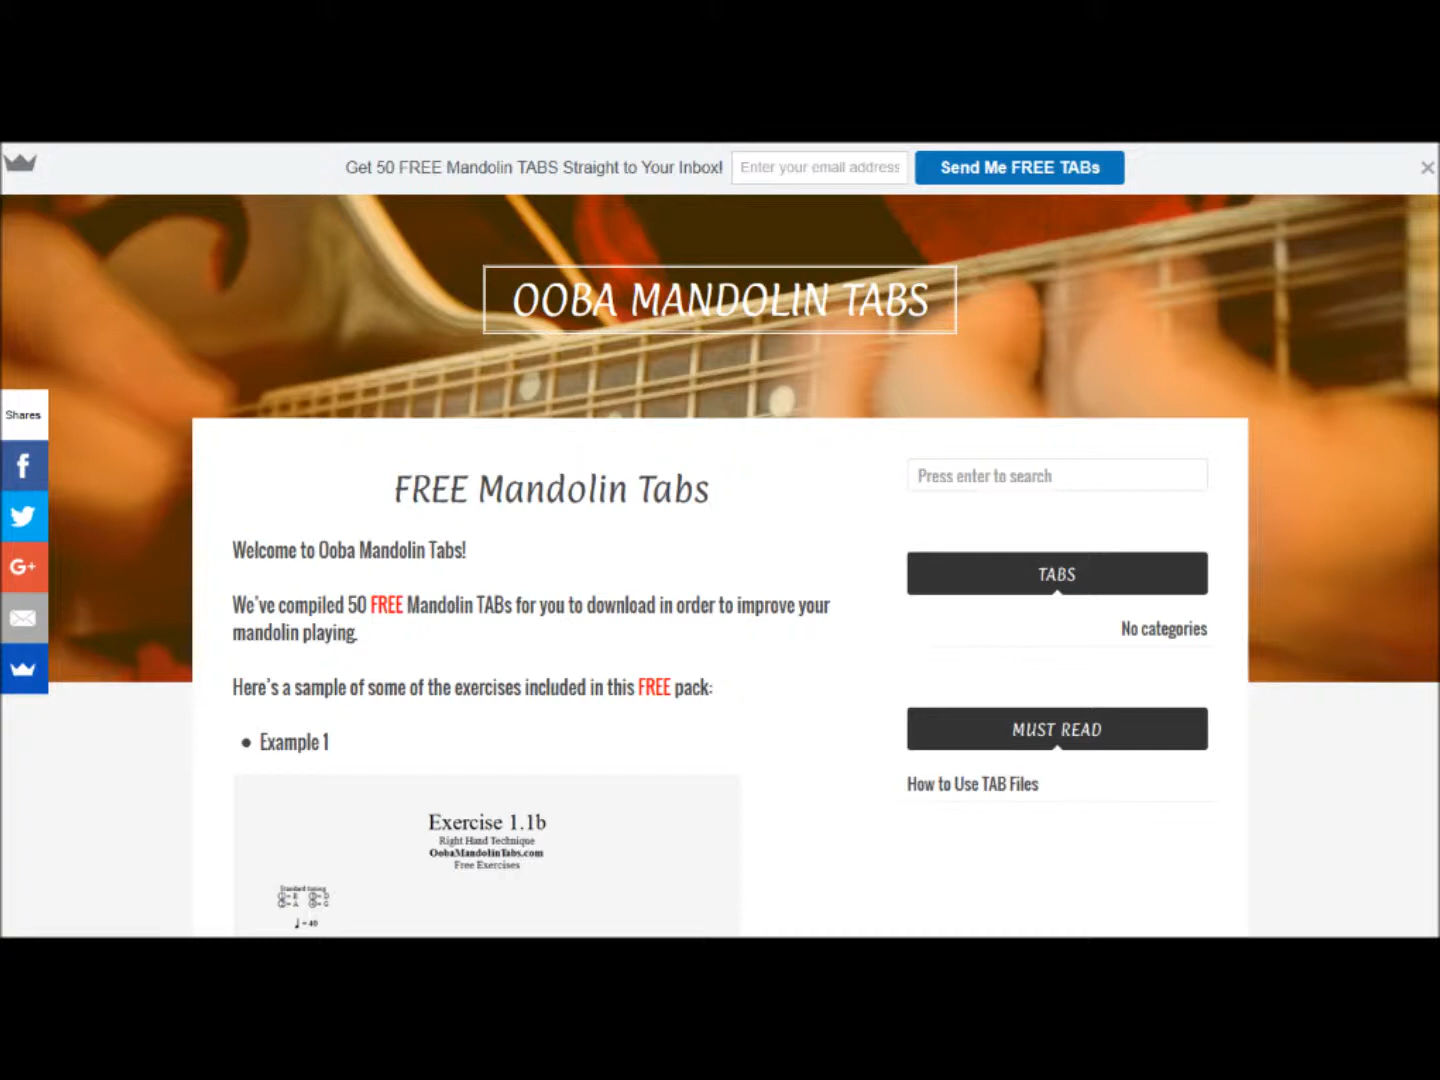 Get 50 FREE Mandolin TABS Straight to Your Inbox! Enter your email address Send Me FREE TABs
OOBA MANDOLIN TABS
Shares
FREE Mandolin Tabs
Welcome to Ooba Mandolin Tabs!
We've compiled 50 FREE Mandolin TABs for you to download in order to improve your
mandolin playing.
Here's a sample of some of the exercises included in this FREE pack:
Example 1
Exercise 1.1b
Right Hand Technique
OobaMandolinTabs.com
Free Exercises
Standard tuning
♩ = 40
Press enter to search
TABS
No categories
MUST READ
How to Use TAB Files